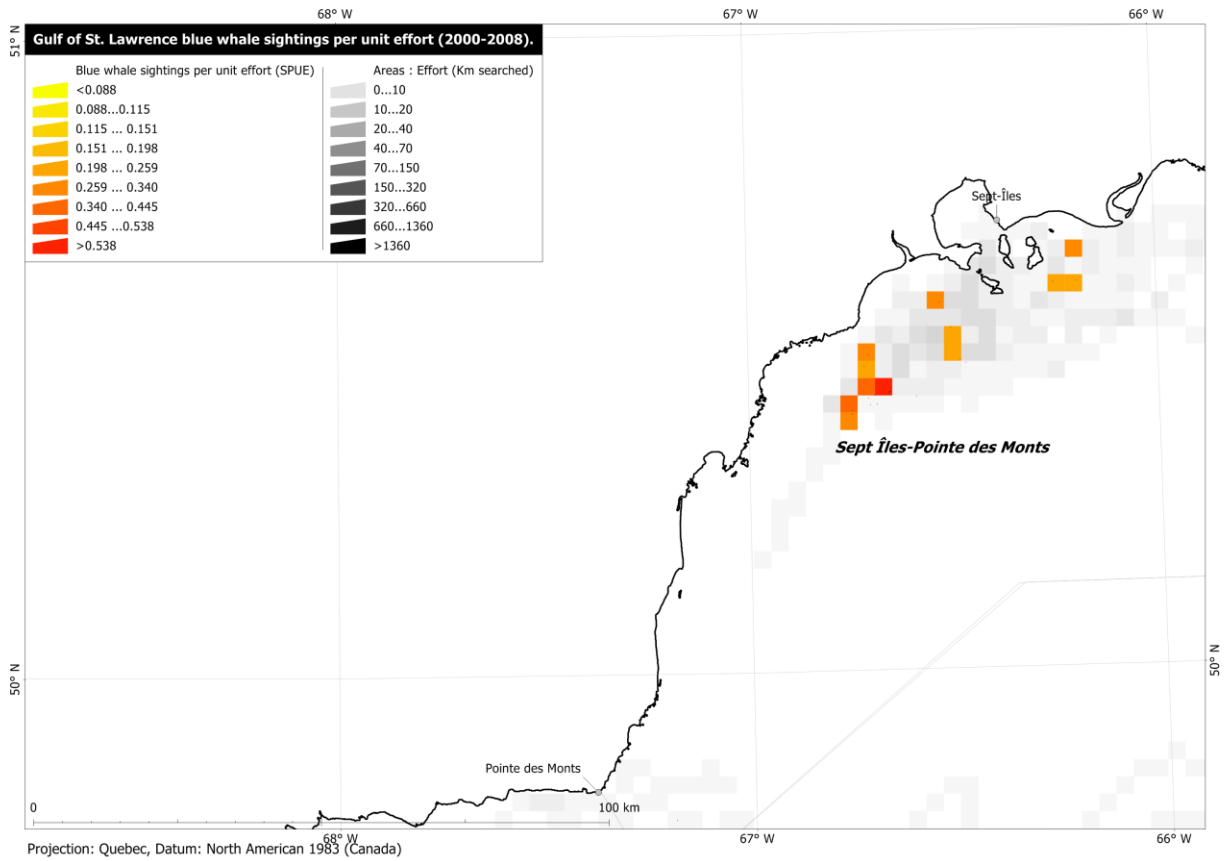 68° W 67° W 66° W
51° N
Gulf of St. Lawrence blue whale sightings per unit effort (2000-2008).
Blue whale sightings per unit effort (SPUE)
<0.088
0.088...0.115
0.115 ... 0.151
0.151 ... 0.198
0.198 ... 0.259
0.259 ... 0.340
0.340 ... 0.445
0.445 ...0.538
>0.538
Areas : Effort (Km searched)
0...10
10...20
20...40
40...70
70...150
150...320
320...660
660...1360
>1360
Sept-Îles
Sept Îles-Pointe des Monts
50° N
50° N
Pointe des Monts
0 100 km
68° W 67° W 66° W
Projection: Quebec, Datum: North American 1983 (Canada)